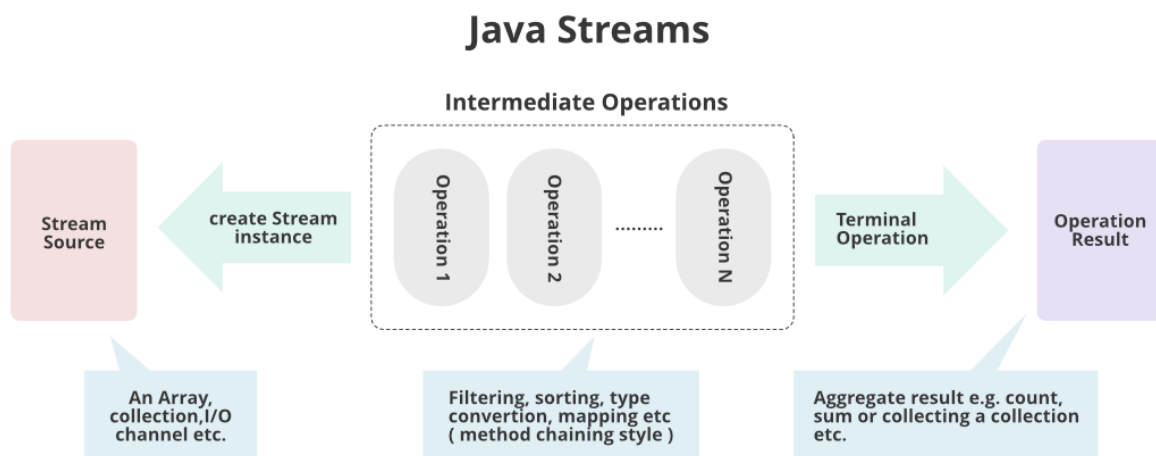 Java Streams
Intermediate Operations
Stream
Source
create Stream
instance
Operation 1
Operation 2
.........
Operation N
Terminal
Operation
Operation
Result
An Array,
collection,I/O
channel etc.
Filtering, sorting, type
convertion, mapping etc
( method chaining style )
Aggregate result e.g. count,
sum or collecting a collection
etc.